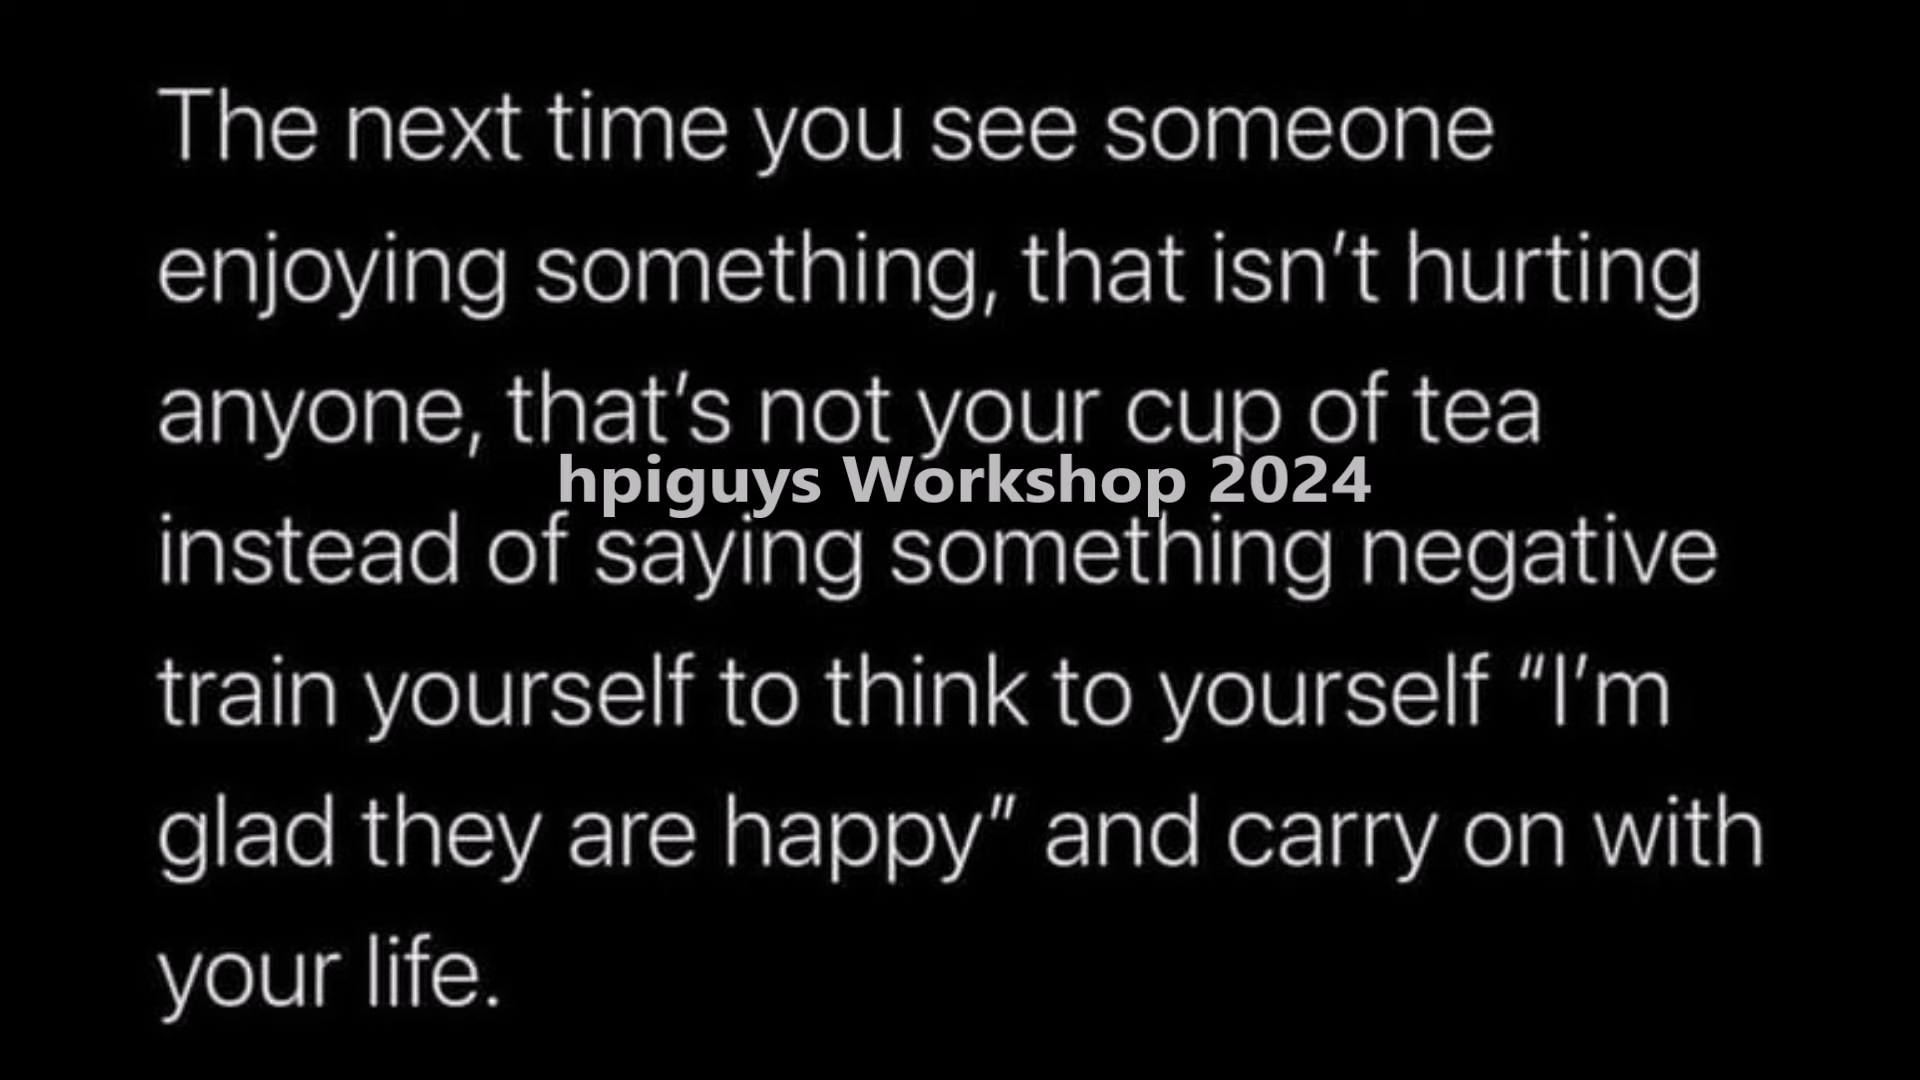 The next time you see someone
enjoying something, that isn’t hurting
anyone, that’s not your cup of tea
hpiguys Workshop 2024
instead of saying something negative
train yourself to think to yourself “I’m
glad they are happy” and carry on with
your life.